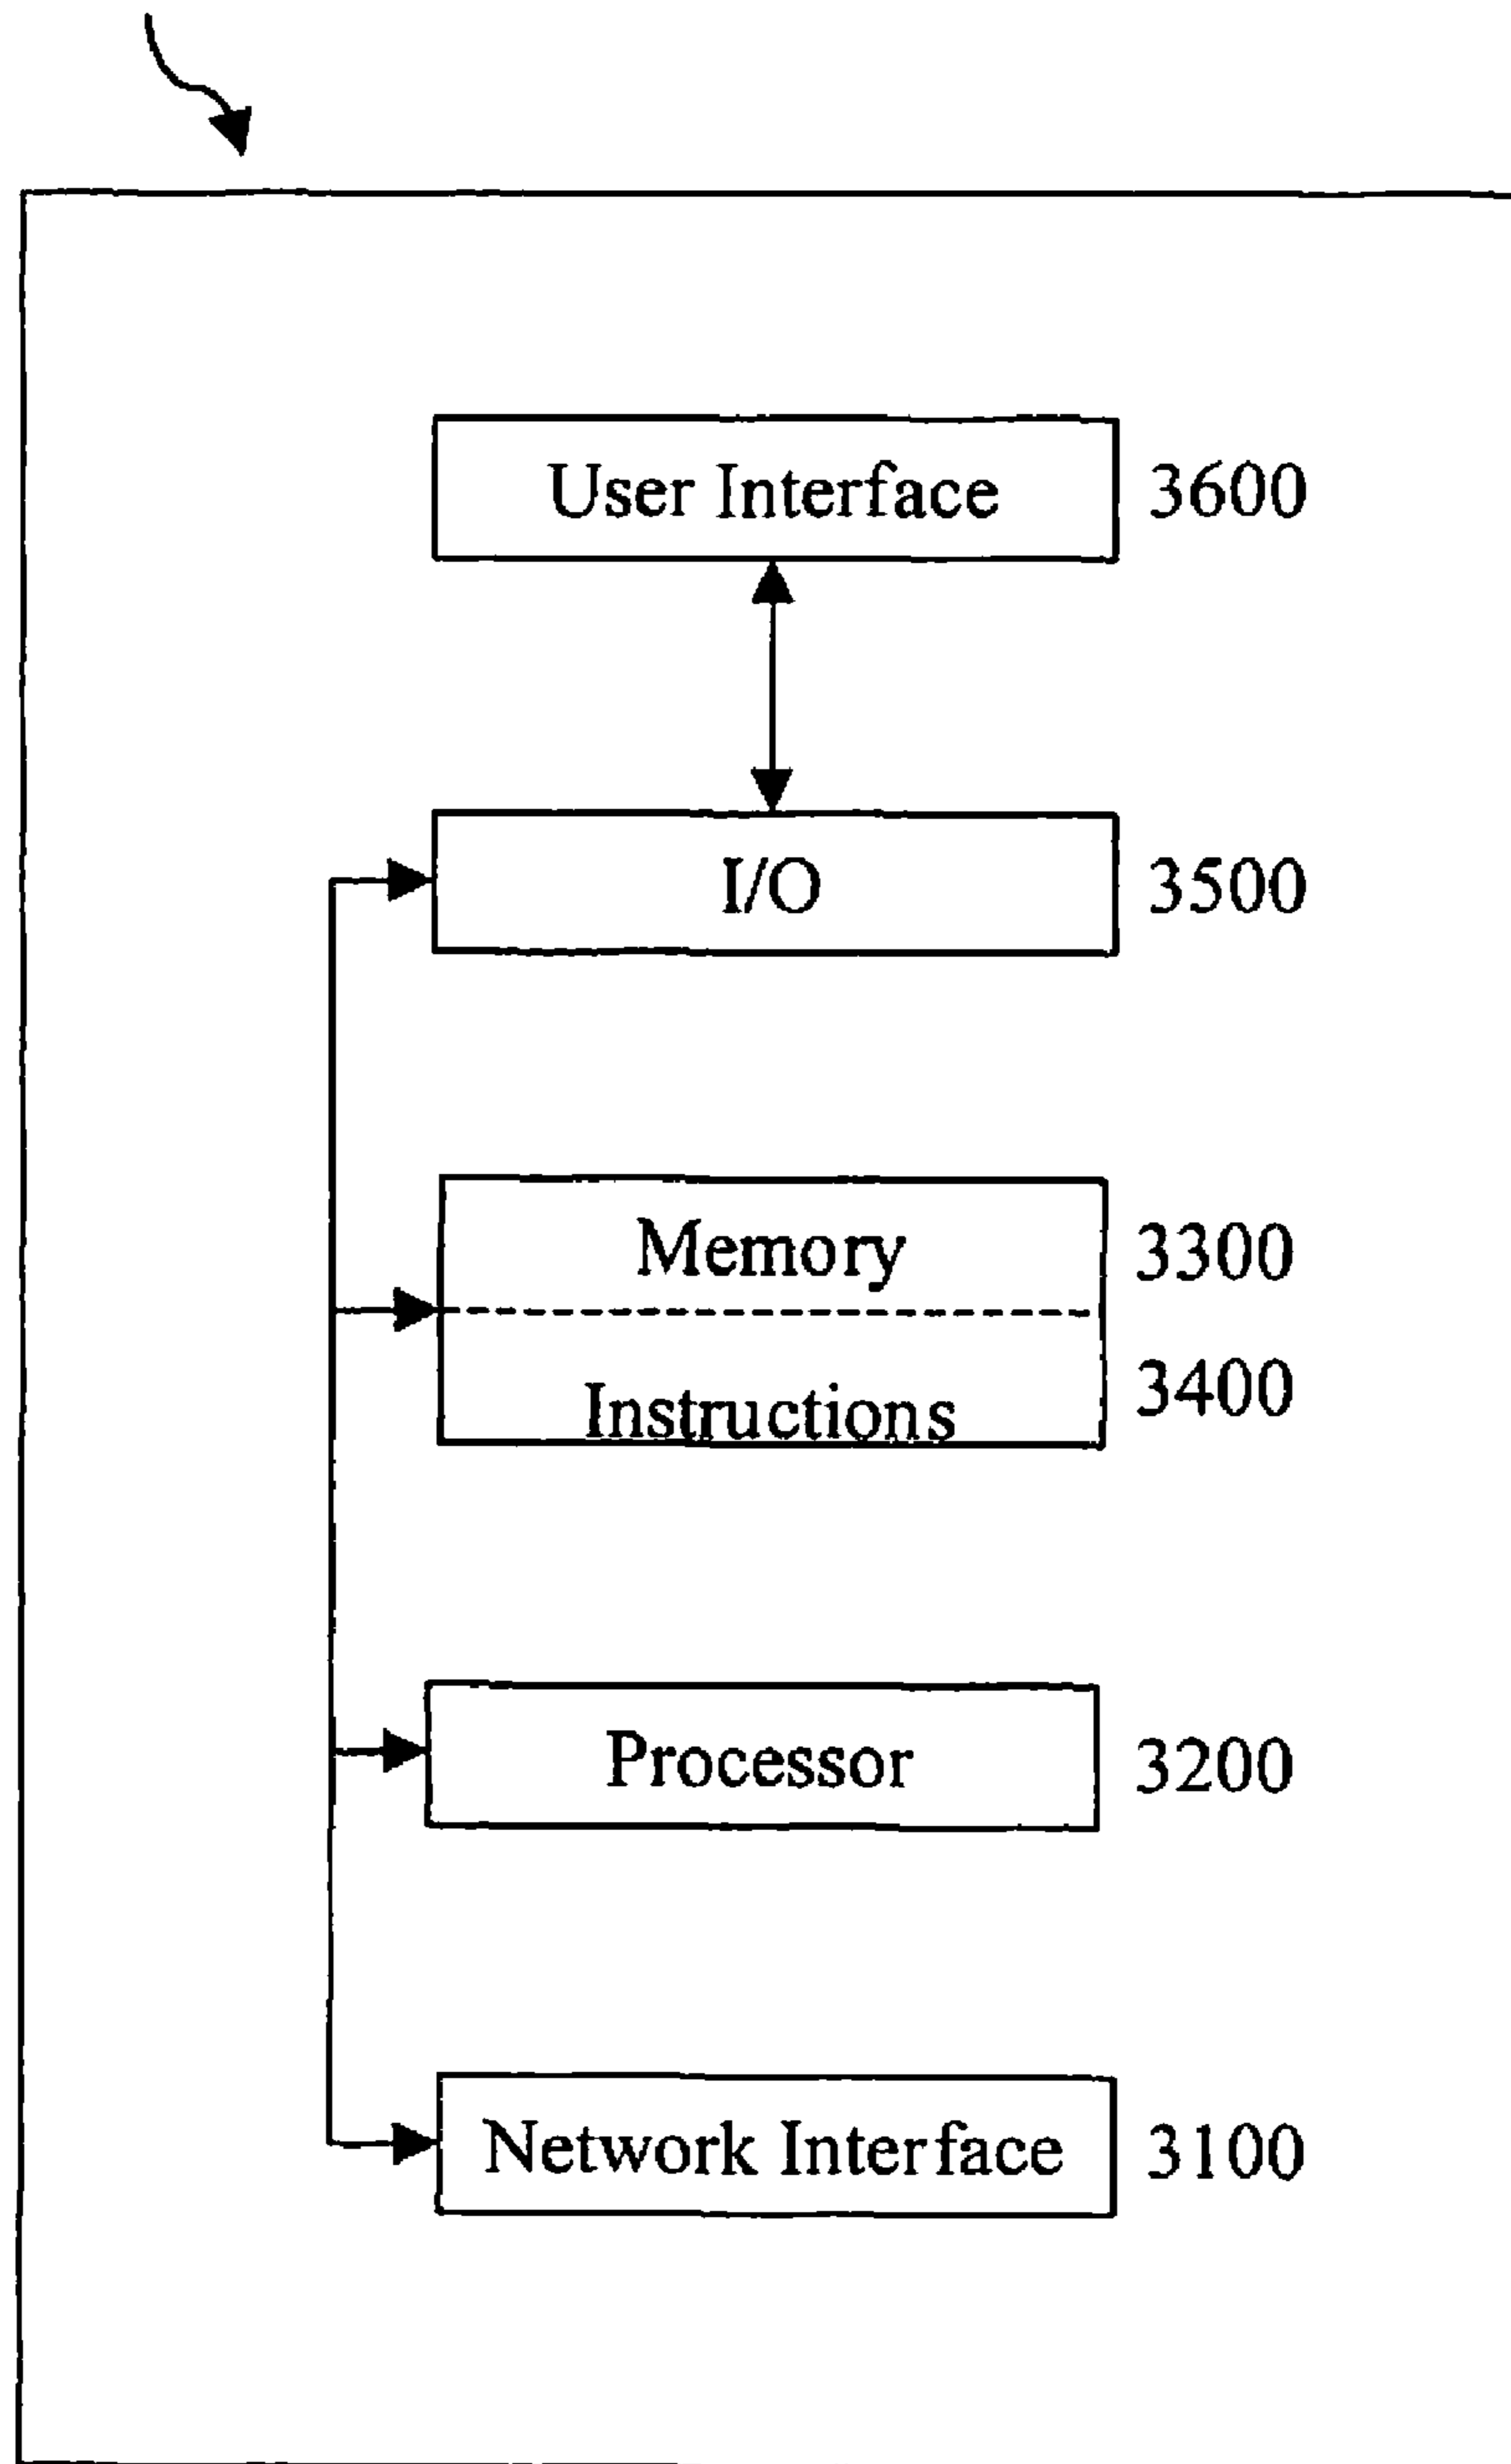 User Interface 3600
I/O 3500
Memory 3300
Instructions 3400
Processor 3200
Network Interface 3100